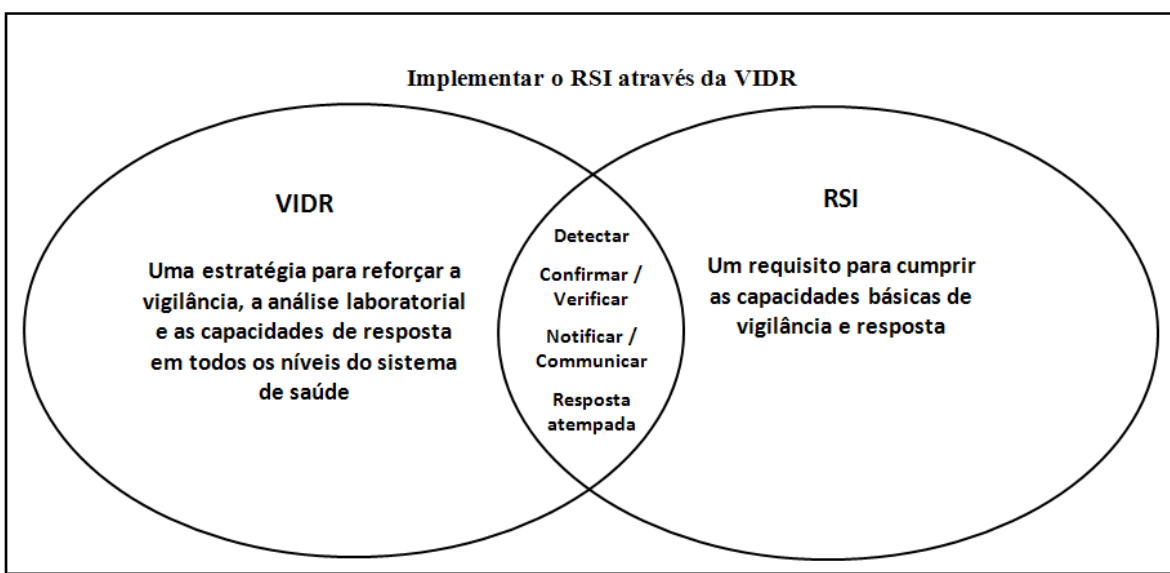 Implementar o RSI através da VIDR
VIDR
Uma estratégia para reforçar a
vigilância, a análise laboratorial
e as capacidades de resposta
em todos os níveis do sistema
de saúde
Detectar
Confirmar /
Verificar
Notificar /
Communicar
Resposta
atempada
RSI
Um requisito para cumprir
as capacidades básicas de
vigilância e resposta